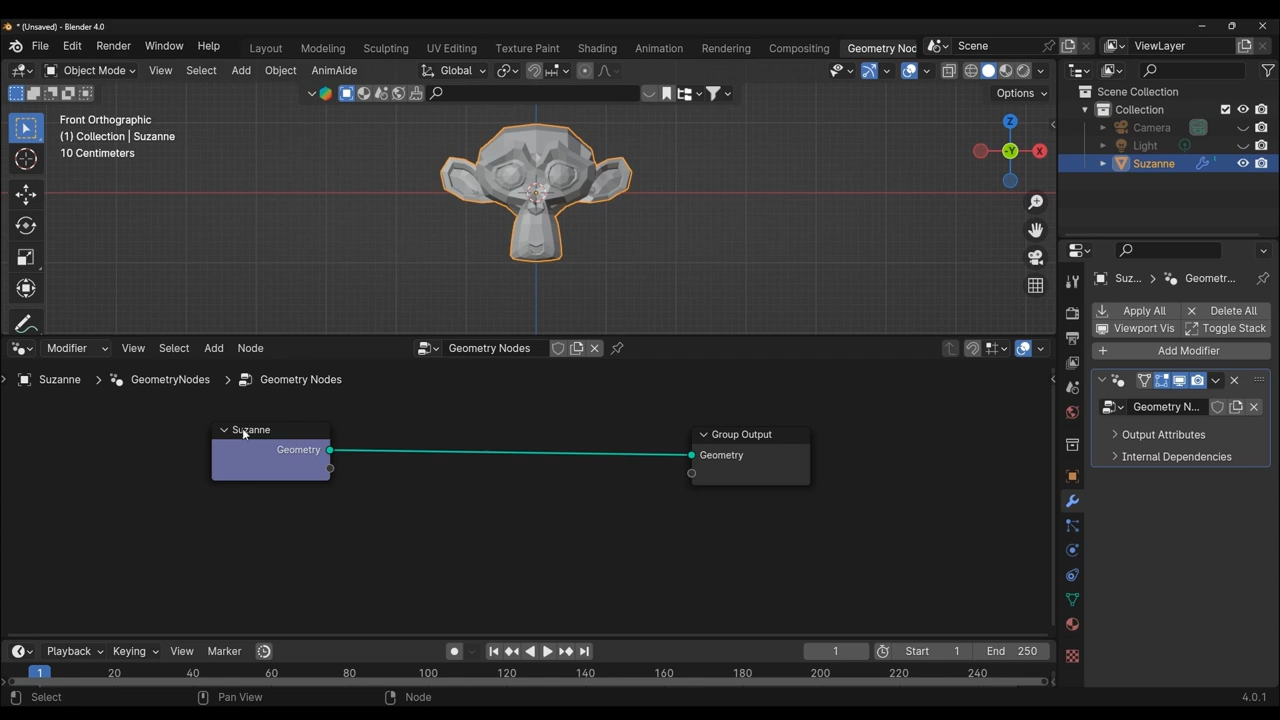 * (Unsaved) - Blender 4.0
File Edit Render Window Help Layout Modeling Sculpting UV Editing Texture Paint Shading Animation Rendering Compositing Geometry Nod Scene ViewLayer
Object Mode View Select Add Object AnimAide Global
Options
Front Orthographic
(1) Collection | Suzanne
10 Centimeters
Z
-Y
X
Scene Collection
Collection
Camera
Light
Suzanne
Suz... > Geometr...
Apply All Delete All
Viewport Vis Toggle Stack
+ Add Modifier
Geometry N...
Output Attributes
Internal Dependencies
Modifier View Select Add Node Geometry Nodes
Suzanne > GeometryNodes > Geometry Nodes
Suzanne
Geometry
Group Output
Geometry
Playback Keying View Marker 1 Start 1 End 250
1 20 40 60 80 100 120 140 160 180 200 220 240
Select Pan View Node 4.0.1